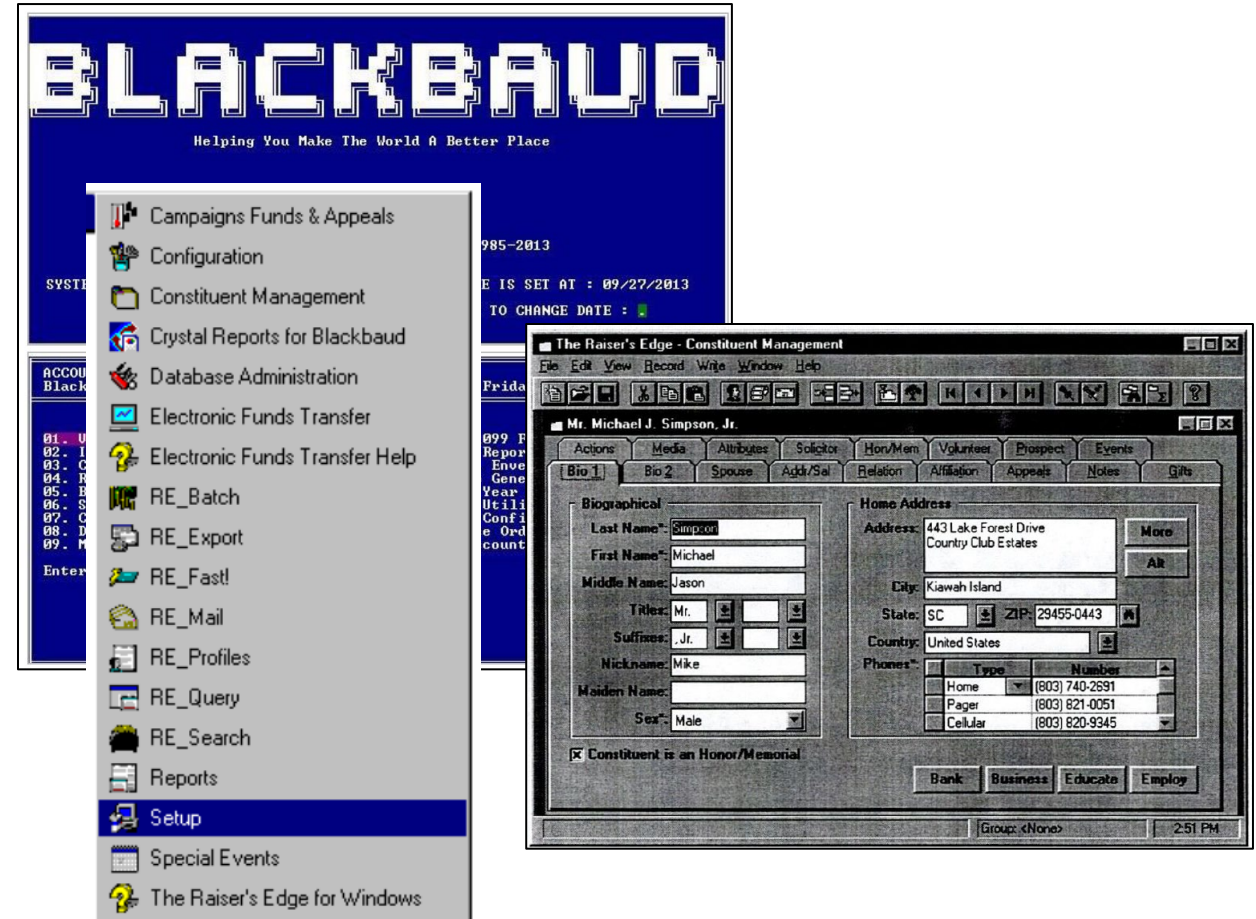 BLACKBAUD
Helping You Make The World A Better Place
985-2013
SYSTE
E IS SET AT : 09/27/2013
TO CHANGE DATE :
ACCOU
Black
Frida
01. U
02. I
03. C
04. R
05. B
06. S
07. C
08. D
09. M
099 F
Repor
Enve
Gene
Year
Utili
Confi
e Ord
count
Enter
Campaigns Funds & Appeals
Configuration
Constituent Management
Crystal Reports for Blackbaud
Database Administration
Electronic Funds Transfer
Electronic Funds Transfer Help
RE_Batch
RE_Export
RE_Fast!
RE_Mail
RE_Profiles
RE_Query
RE_Search
Reports
Setup
Special Events
The Raiser's Edge for Windows
The Raiser's Edge - Constituent Management
File Edit View Record Write Window Help
Mr. Michael J. Simpson, Jr.
Actions Media Attributes Solicitor Hon/Mem Volunteer Prospect Events
Bio 1 Bio 2 Spouse Addr/Sal Relation Affiliation Appeals Notes Gifts
Biographical
Last Name*: Simpson
First Name*: Michael
Middle Name: Jason
Titles: Mr.
Suffixes: , Jr.
Nickname: Mike
Maiden Name:
Sex*: Male
Constituent is an Honor/Memorial
Home Address
Address: 443 Lake Forest Drive
Country Club Estates
More
Alt
City: Kiawah Island
State: SC ZIP: 29455-0443
Country: United States
Phones*: Type Number
Home (803) 740-2691
Pager (803) 821-0051
Cellular (803) 820-9345
Bank Business Educate Employ
Group: <None> 2:51 PM